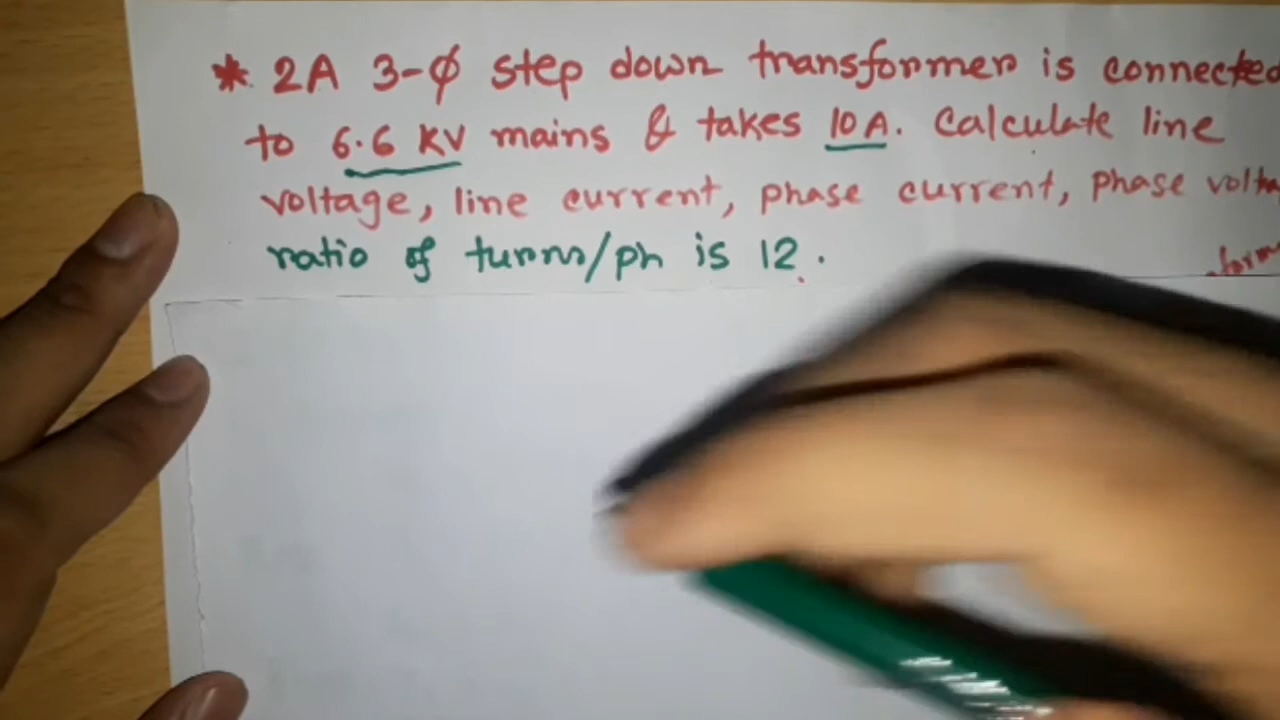 * 2A 3-ϕ step down transformer is connected
to 6.6 KV mains & takes 10A. Calculate line
voltage, line current, phase current, phase
ratio of turns/ph is 12.